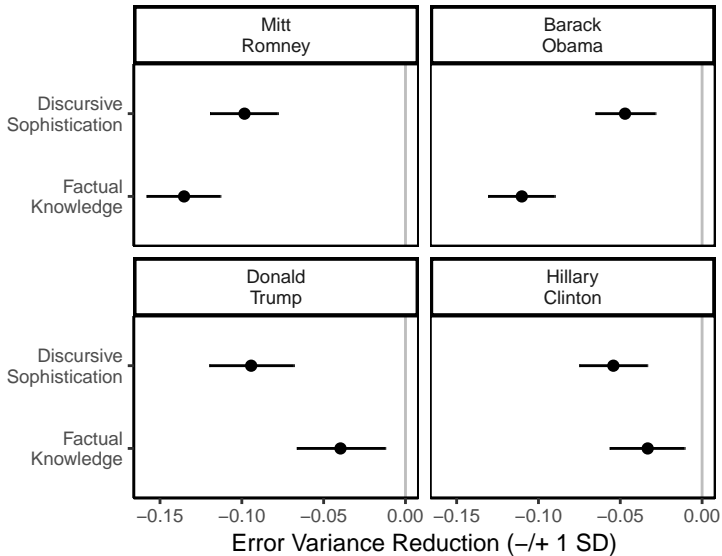 Mitt
Romney
Barack
Obama
Discursive
Sophistication
Factual
Knowledge
Donald
Trump
Hillary
Clinton
Discursive
Sophistication
Factual
Knowledge
−0.15 −0.10 −0.05 0.00 −0.15 −0.10 −0.05 0.00
Error Variance Reduction (−/+ 1 SD)